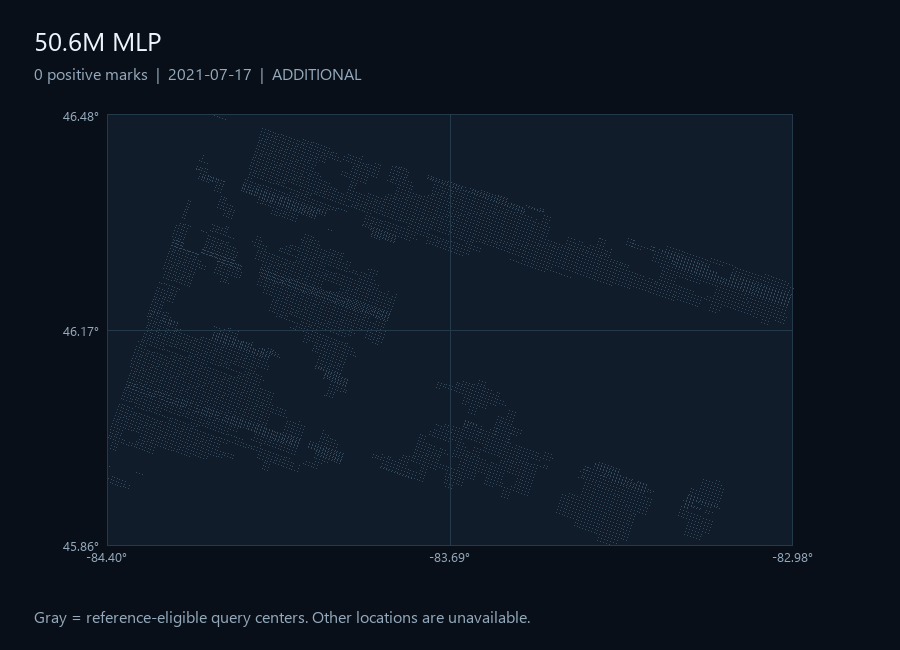 50.6M MLP
0 positive marks | 2021-07-17 | ADDITIONAL
46.48°
46.17°
45.86°
-84.40°
-83.69°
-82.98°
Gray = reference-eligible query centers. Other locations are unavailable.